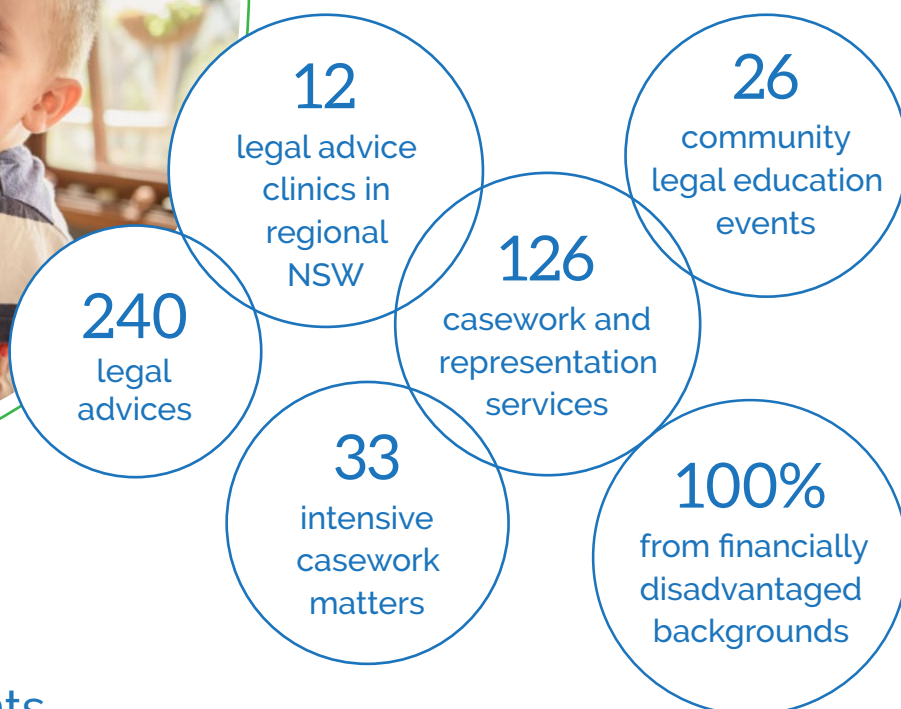 12
legal advice
clinics in
regional
NSW
26
community
legal education
events
240
legal
advices
126
casework and
representation
services
33
intensive
casework
matters
100%
from financially
disadvantaged
backgrounds